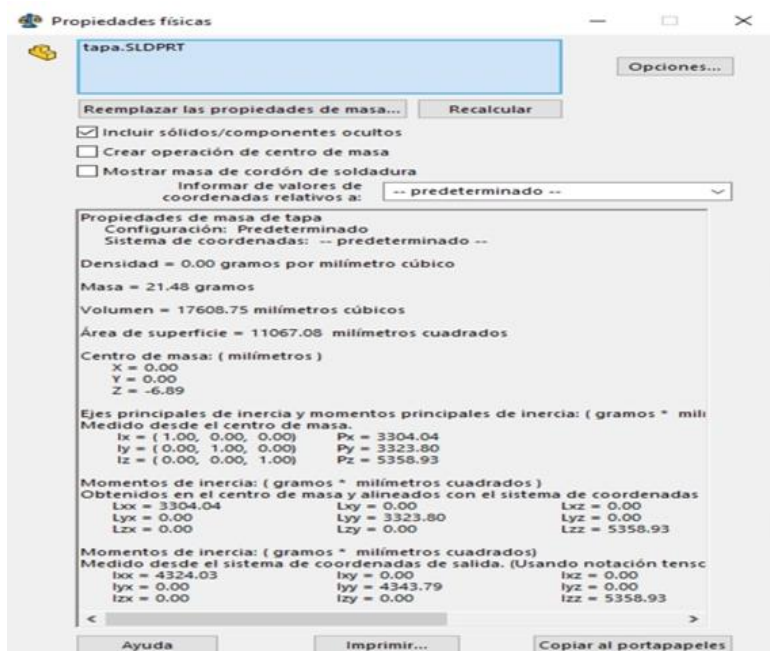 Propiedades físicas
tapa.SLDPRT
Opciones...
Reemplazar las propiedades de masa... Recalcular
Incluir sólidos/componentes ocultos
Crear operación de centro de masa
Mostrar masa de cordón de soldadura
Informar de valores de
coordenadas relativos a: -- predeterminado --
Propiedades de masa de tapa
Configuración: Predeterminado
Sistema de coordenadas: -- predeterminado --
Densidad = 0.00 gramos por milímetro cúbico
Masa = 21.48 gramos
Volumen = 17608.75 milímetros cúbicos
Área de superficie = 11067.08 milímetros cuadrados
Centro de masa: ( milímetros )
X = 0.00
Y = 0.00
Z = -6.89
Ejes principales de inercia y momentos principales de inercia: ( gramos * mili
Medido desde el centro de masa.
Ix = ( 1.00, 0.00, 0.00) Px = 3304.04
Iy = ( 0.00, 1.00, 0.00) Py = 3323.80
Iz = ( 0.00, 0.00, 1.00) Pz = 5358.93
Momentos de inercia: ( gramos * milímetros cuadrados )
Obtenidos en el centro de masa y alineados con el sistema de coordenadas
Lxx = 3304.04 Lxy = 0.00 Lxz = 0.00
Lyx = 0.00 Lyy = 3323.80 Lyz = 0.00
Lzx = 0.00 Lzy = 0.00 Lzz = 5358.93
Momentos de inercia: ( gramos * milímetros cuadrados)
Medido desde el sistema de coordenadas de salida. (Usando notación tensc
Ixx = 4324.03 Ixy = 0.00 Ixz = 0.00
Iyx = 0.00 Iyy = 4343.79 Iyz = 0.00
Izx = 0.00 Izy = 0.00 Izz = 5358.93
Ayuda Imprimir... Copiar al portapapeles